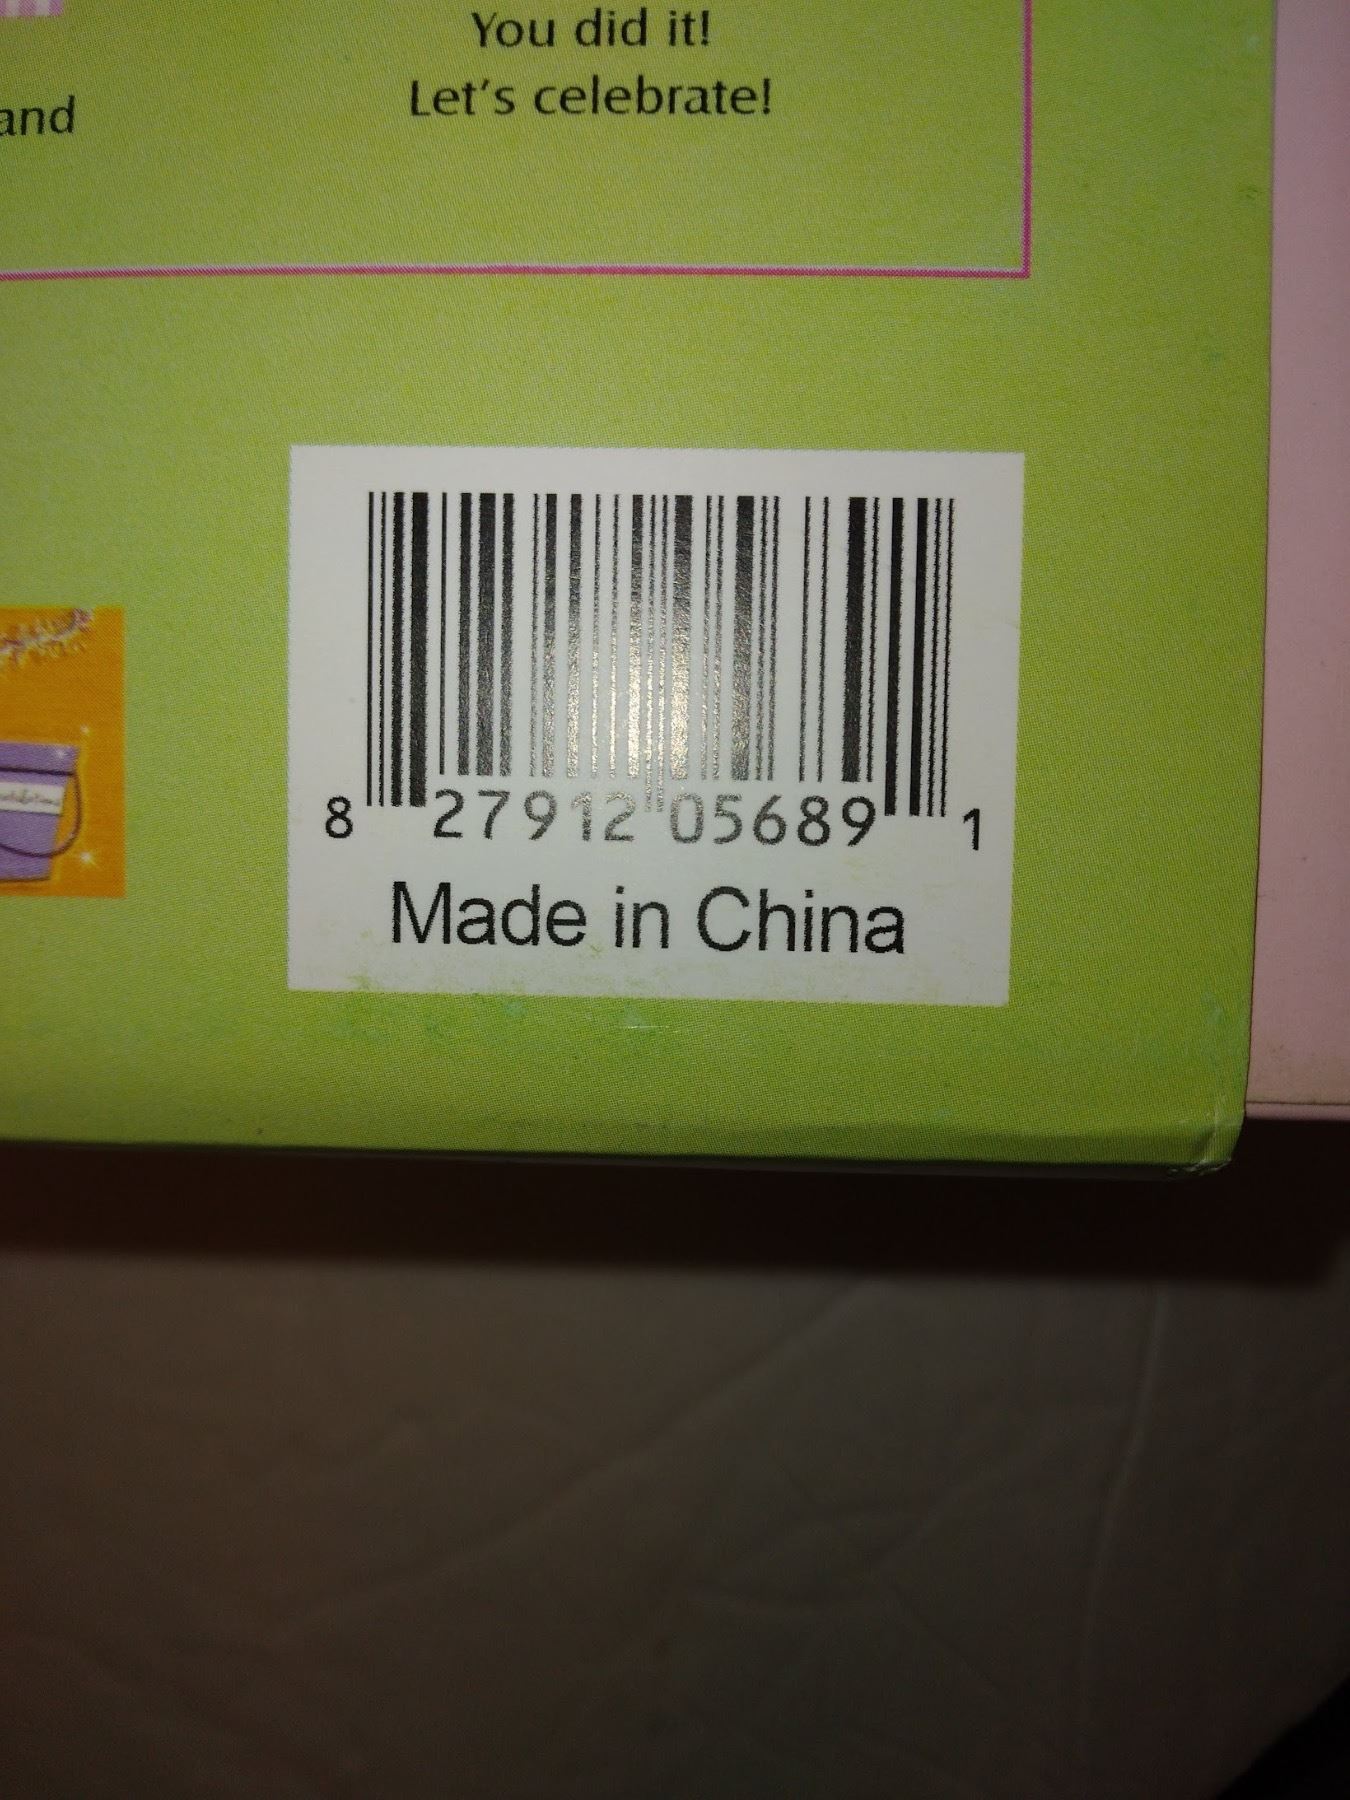 You did it!
Let's celebrate!
and
8 27912 05689 1
Made in China